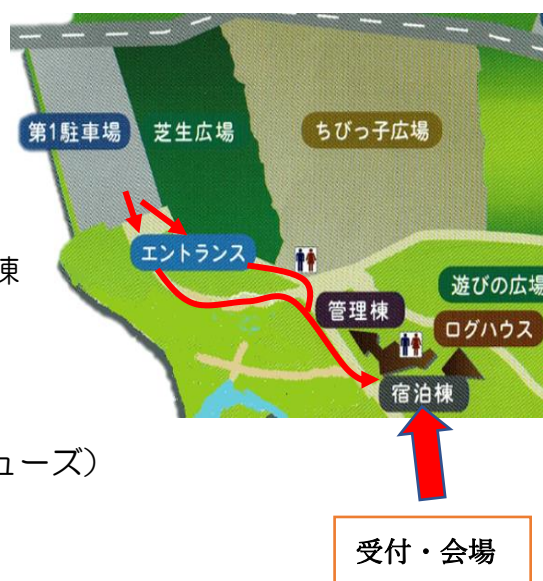 第1駐車場
芝生広場
ちびっ子広場
エントランス
棟
遊びの広場
管理棟
ログハウス
宿泊棟
ューズ）
受付・会場